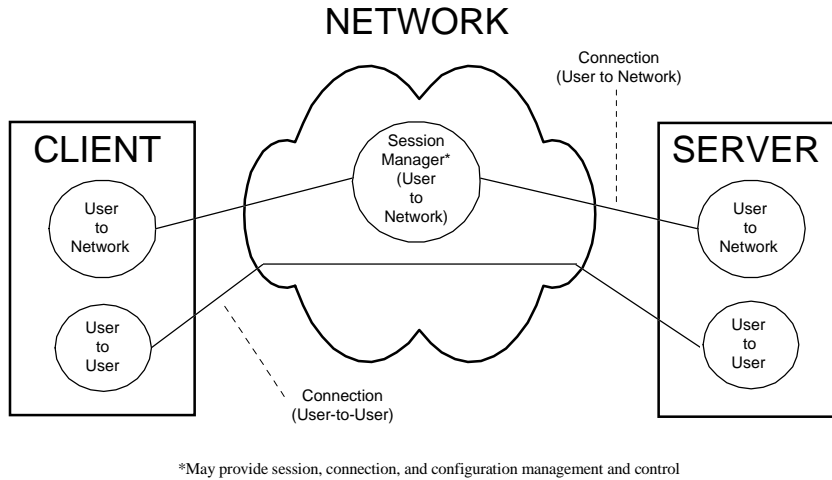 NETWORK
Connection
(User to Network)
CLIENT
Session
Manager*
(User
to
Network)
SERVER
User
to
Network
User
to
Network
User
to
User
User
to
User
Connection
(User-to-User)
*May provide session, connection, and configuration management and control